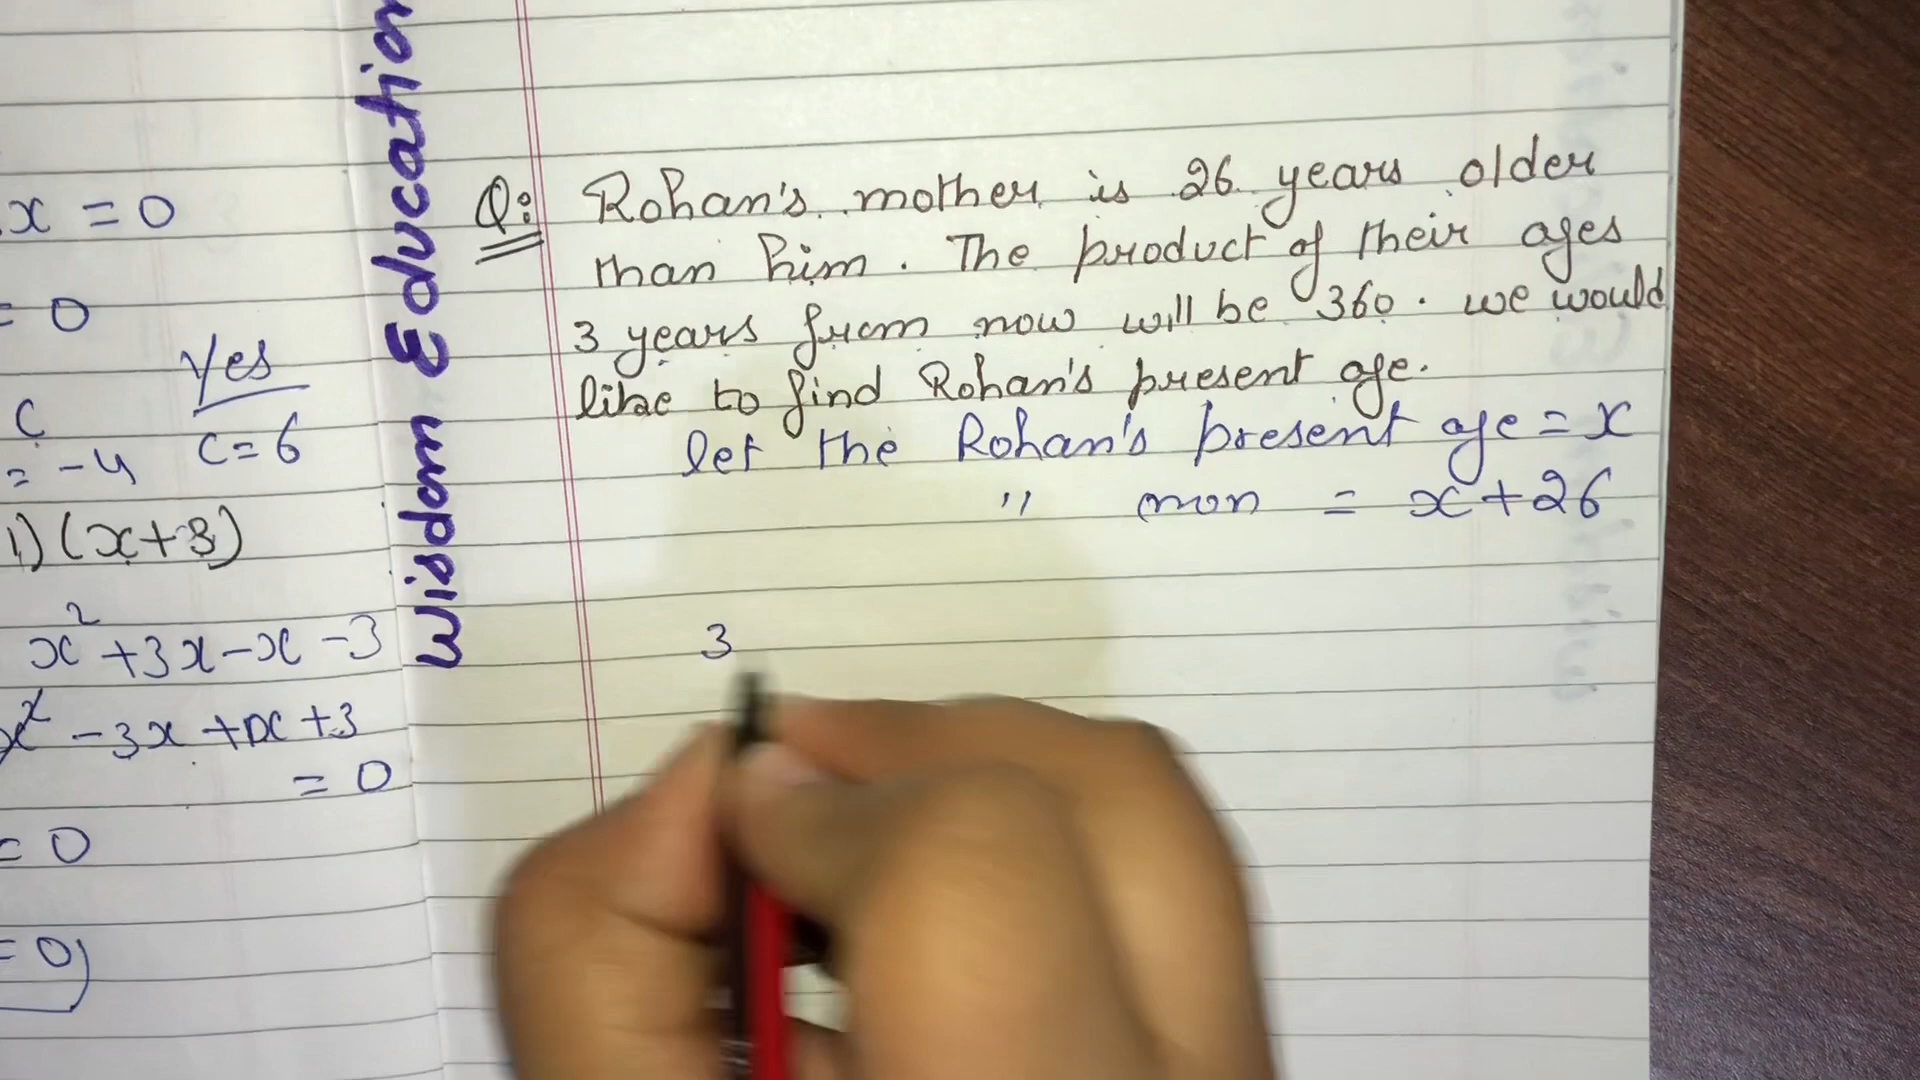 x = 0
= 0
Yes
C
= -4 C = 6
1) (x+3)
x² + 3x - x - 3
x² - 3x + x + 3
= 0
= 0
= 0
Wisdom Education
Q: Rohan's mother is 26 years older
than him. The product of their ages
3 years from now will be 360. we would
like to find Rohan's present age.
let the Rohan's present age = x
" mom = x + 26
3